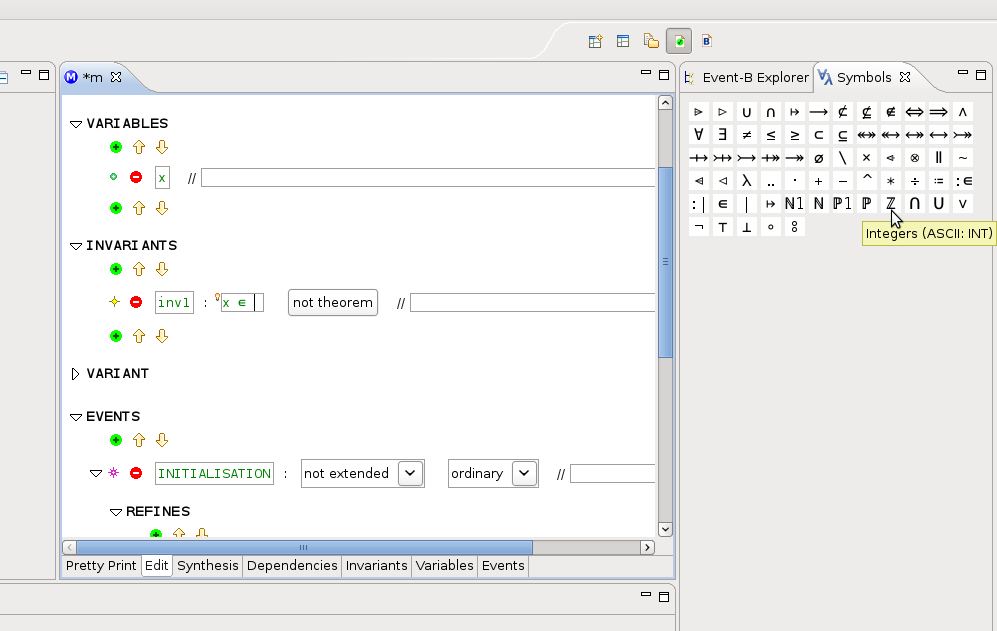 *m
Event-B Explorer
Symbols
VARIABLES
x //
INVARIANTS
inv1 : x ∈ not theorem //
VARIANT
EVENTS
INITIALISATION : not extended ordinary //
REFINES
Pretty Print Edit Synthesis Dependencies Invariants Variables Events
⩥ ▷ ∪ ∩ ⤅ ⟶ ⊄ ⊈ ∉ ⇔ ⇒ ∧
∀ ∃ ≠ ≤ ≥ ⊂ ⊆ ↔ ↔ ↔ ↔ ⤖
⇸ ⤔ ↣ ⤀ ↠ ∅ \ × ⩤ ⊗ ∥ ∼
⩤ ◁ λ ‥ · + − ^ ∗ ÷ ≔ :∈
:∣ ∈ ∣ ↦ ℕ1 ℕ ℙ1 ℙ ℤ ⋂ ⋃ ∨
¬ ⊤ ⊥ ∘ ⦂
Integers (ASCII: INT)